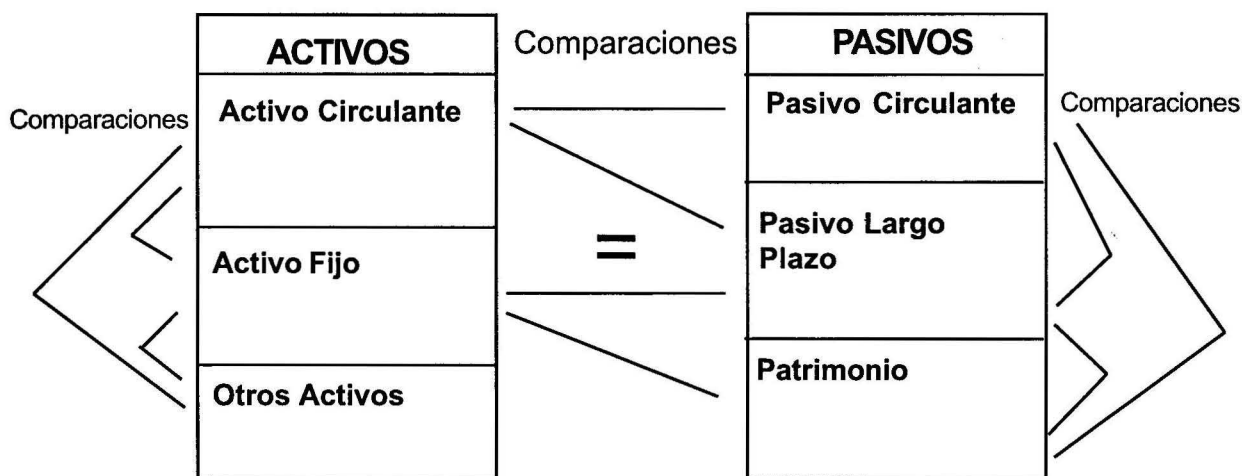 ACTIVOS
Comparaciones
PASIVOS
Comparaciones
Activo Circulante
Pasivo Circulante
Comparaciones
Activo Fijo
=
Pasivo Largo
Plazo
Otros Activos
Patrimonio